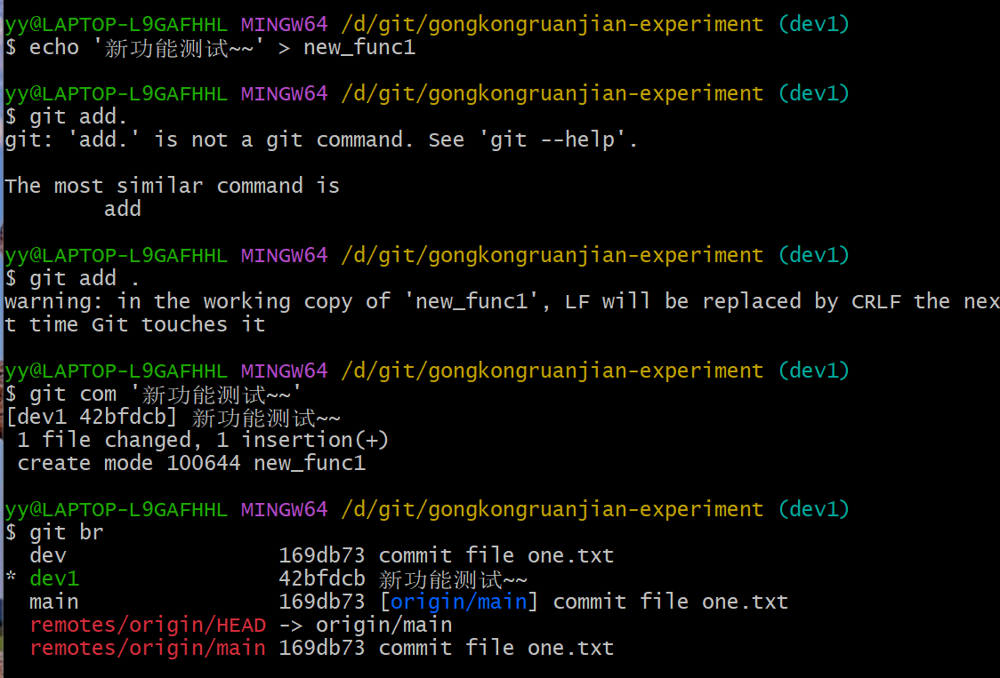 yy@LAPTOP-L9GAFHHL MINGW64 /d/git/gongkongruanjian-experiment (dev1)
$ echo '新功能测试~~' > new_func1
yy@LAPTOP-L9GAFHHL MINGW64 /d/git/gongkongruanjian-experiment (dev1)
$ git add.
git: 'add.' is not a git command. See 'git --help'.
The most similar command is
        add
yy@LAPTOP-L9GAFHHL MINGW64 /d/git/gongkongruanjian-experiment (dev1)
$ git add .
warning: in the working copy of 'new_func1', LF will be replaced by CRLF the nex
t time Git touches it
yy@LAPTOP-L9GAFHHL MINGW64 /d/git/gongkongruanjian-experiment (dev1)
$ git com '新功能测试~~'
[dev1 42bfdcb] 新功能测试~~
 1 file changed, 1 insertion(+)
 create mode 100644 new_func1
yy@LAPTOP-L9GAFHHL MINGW64 /d/git/gongkongruanjian-experiment (dev1)
$ git br
  dev                 169db73 commit file one.txt
* dev1                42bfdcb 新功能测试~~
  main                169db73 [origin/main] commit file one.txt
  remotes/origin/HEAD -> origin/main
  remotes/origin/main 169db73 commit file one.txt